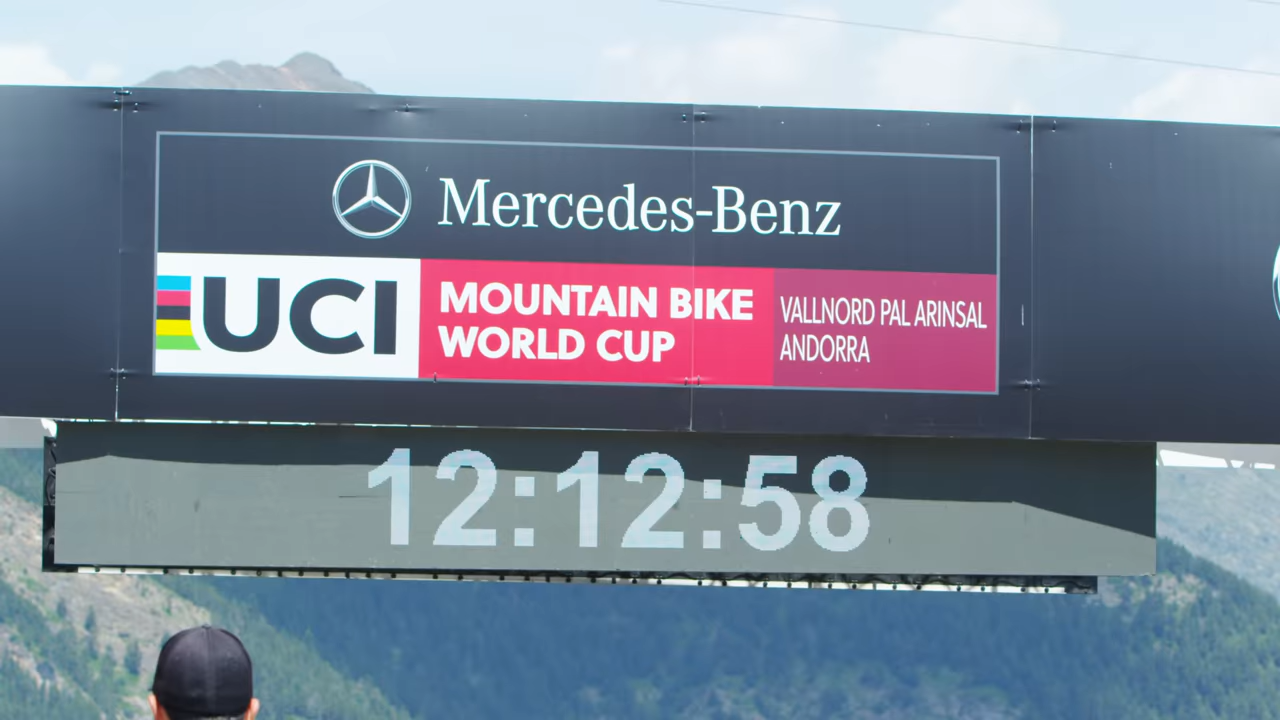 Mercedes-Benz
UCI
MOUNTAIN BIKE
WORLD CUP
VALLNORD PAL ARINSAL
ANDORRA
12:12:58